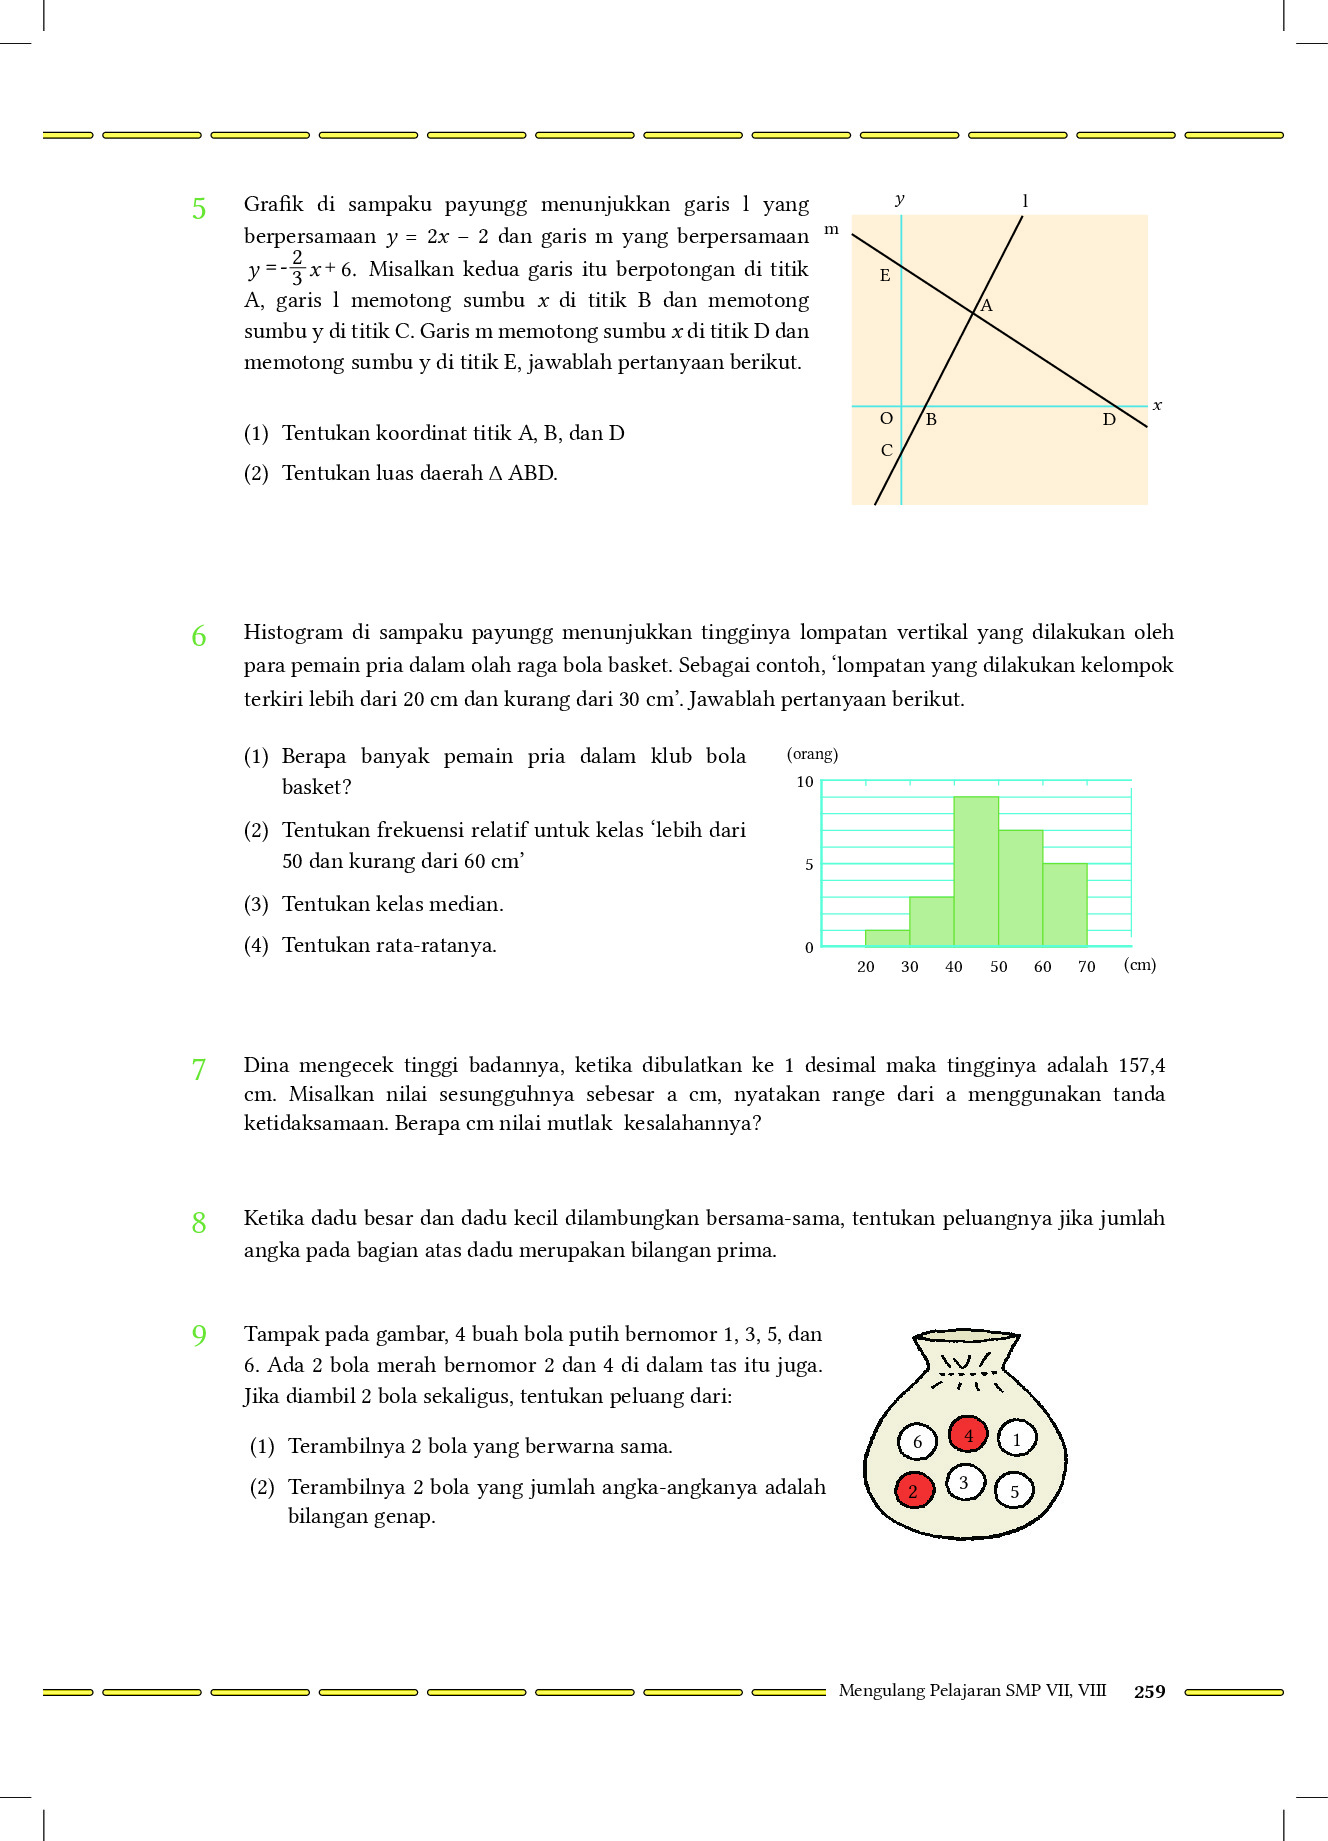 5
Grafik di sampaku payungg menunjukkan garis l yang
berpersamaan y = 2x – 2 dan garis m yang berpersamaan
y = -2/3 x + 6. Misalkan kedua garis itu berpotongan di titik
A, garis l memotong sumbu x di titik B dan memotong
sumbu y di titik C. Garis m memotong sumbu x di titik D dan
memotong sumbu y di titik E, jawablah pertanyaan berikut.
(1) Tentukan koordinat titik A, B, dan D
(2) Tentukan luas daerah Δ ABD.
y
l
m
E
A
x
O
B
D
C
6
Histogram di sampaku payungg menunjukkan tingginya lompatan vertikal yang dilakukan oleh
para pemain pria dalam olah raga bola basket. Sebagai contoh, ‘lompatan yang dilakukan kelompok
terkiri lebih dari 20 cm dan kurang dari 30 cm’. Jawablah pertanyaan berikut.
(1) Berapa banyak pemain pria dalam klub bola
basket?
(2) Tentukan frekuensi relatif untuk kelas ‘lebih dari
50 dan kurang dari 60 cm’
(3) Tentukan kelas median.
(4) Tentukan rata-ratanya.
(orang)
10
5
0
20 30 40 50 60 70 (cm)
7
Dina mengecek tinggi badannya, ketika dibulatkan ke 1 desimal maka tingginya adalah 157,4
cm. Misalkan nilai sesungguhnya sebesar a cm, nyatakan range dari a menggunakan tanda
ketidaksamaan. Berapa cm nilai mutlak kesalahannya?
8
Ketika dadu besar dan dadu kecil dilambungkan bersama-sama, tentukan peluangnya jika jumlah
angka pada bagian atas dadu merupakan bilangan prima.
9
Tampak pada gambar, 4 buah bola putih bernomor 1, 3, 5, dan
6. Ada 2 bola merah bernomor 2 dan 4 di dalam tas itu juga.
Jika diambil 2 bola sekaligus, tentukan peluang dari:
(1) Terambilnya 2 bola yang berwarna sama.
(2) Terambilnya 2 bola yang jumlah angka-angkanya adalah
bilangan genap.
6 4 1
2 3 5
Mengulang Pelajaran SMP VII, VIII 259